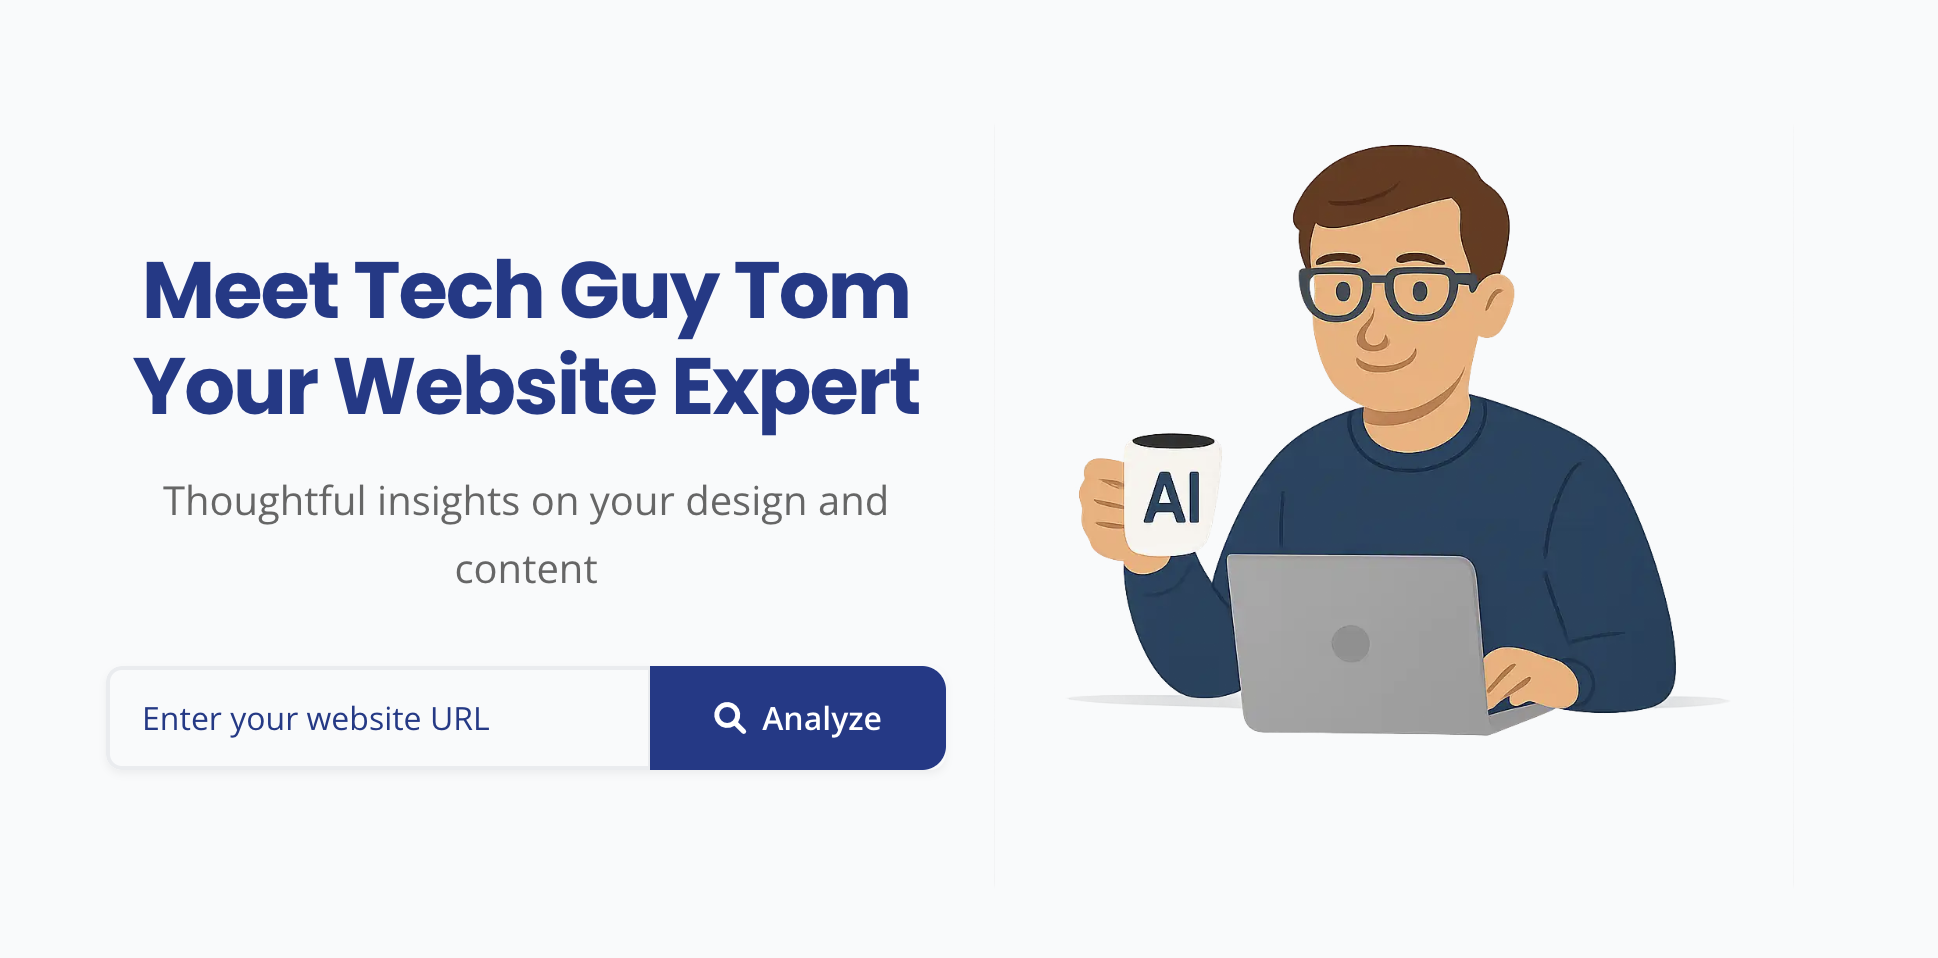 Meet Tech Guy Tom
Your Website Expert
Thoughtful insights on your design and
content
Enter your website URL
Analyze
AI